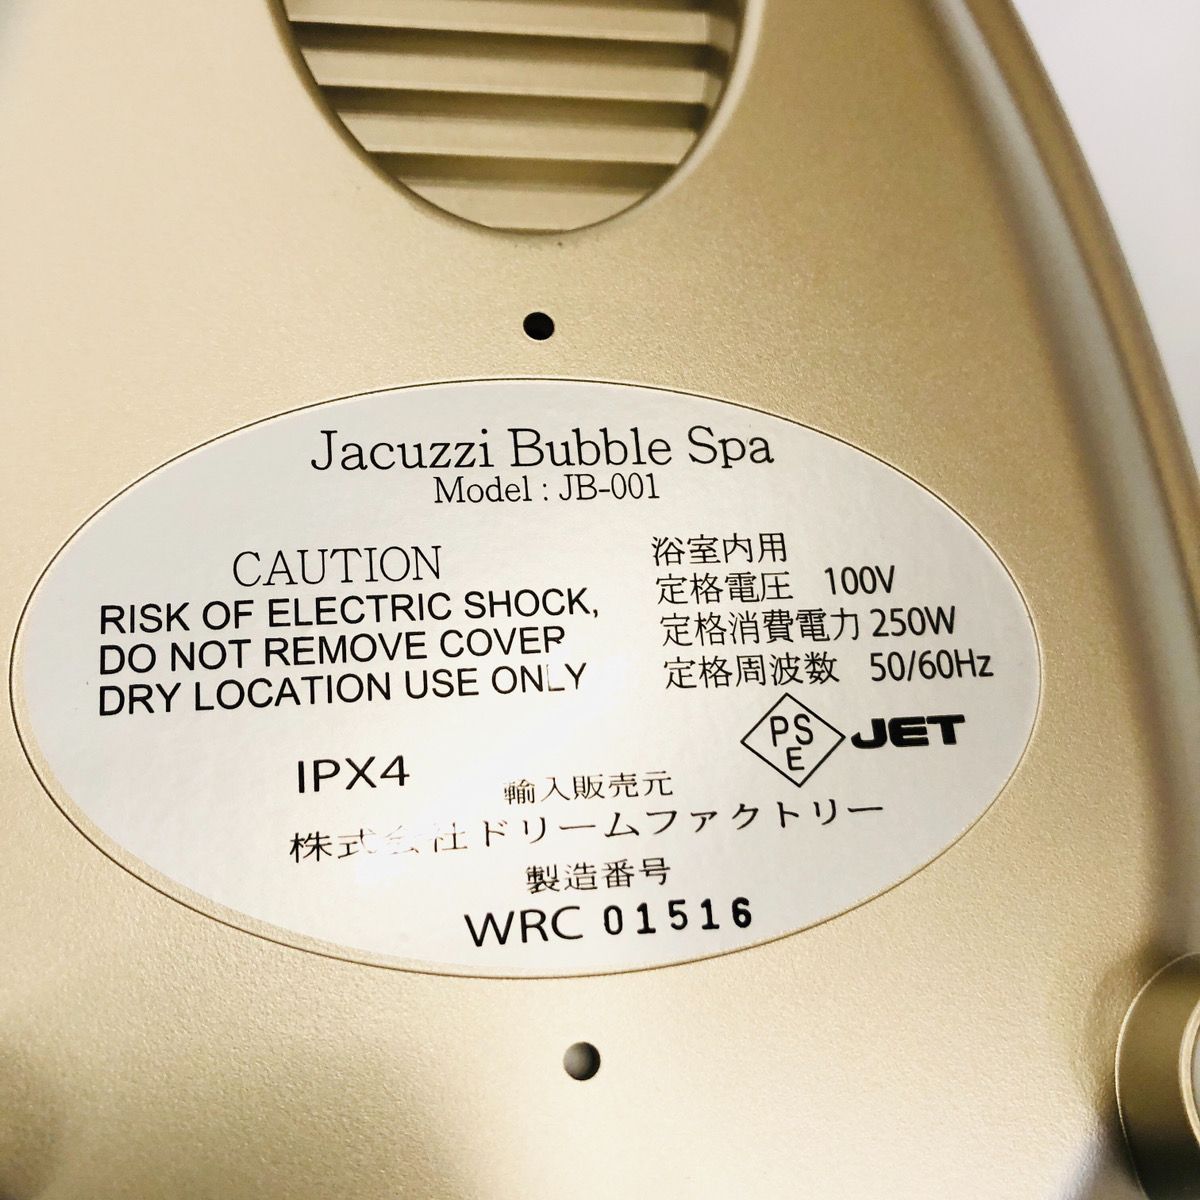 Jacuzzi Bubble Spa
Model : JB-001
CAUTION
RISK OF ELECTRIC SHOCK,
DO NOT REMOVE COVER
DRY LOCATION USE ONLY
浴室内用
定格電圧 100V
定格消費電力 250W
定格周波数 50/60Hz
PSE JET
IPX4
輸入販売元
株式会社ドリームファクトリー
製造番号
WRC 01516